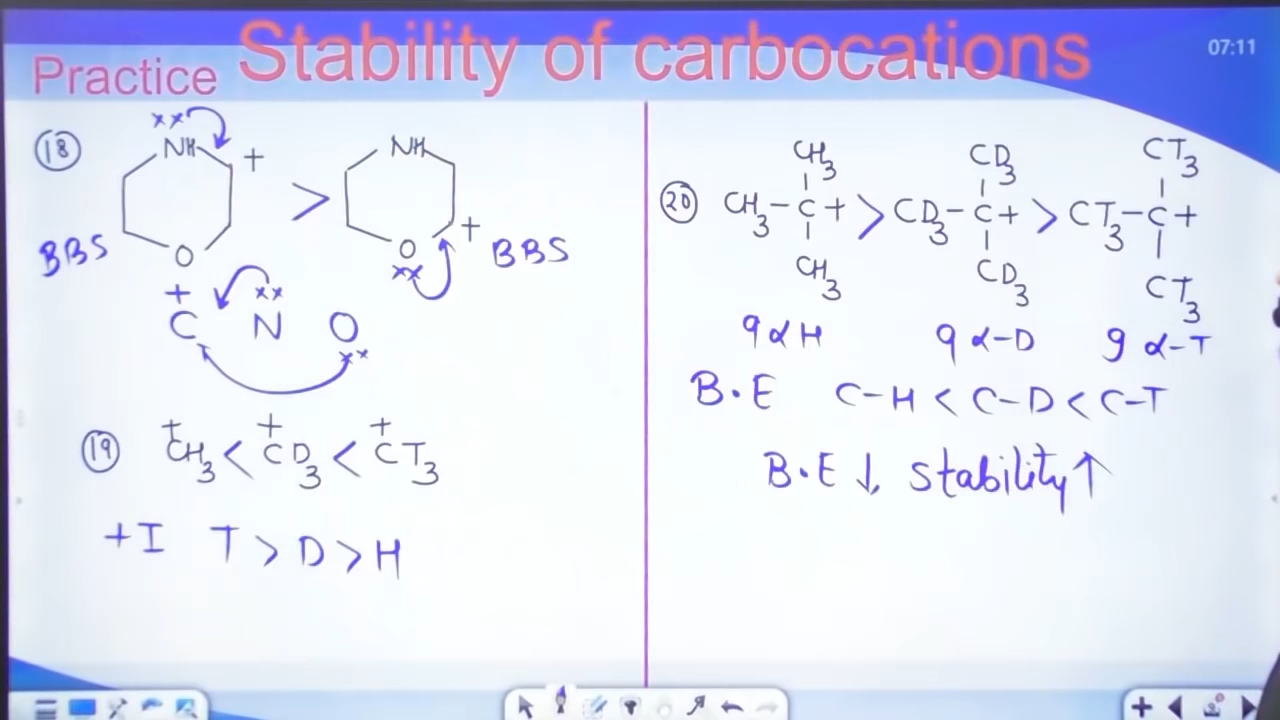 Practice Stability of carbocations
07:11
18
×× NH +
>
NH
BBS O
O + BBS
××
+ ××
C N O
××
19 +CH3 < +CD3 < +CT3
+I T > D > H
20
CH3 CD3 CT3
CH3-C+ > CD3-C+ > CT3-C+
CH3 CD3 CT3
9 α H 9 α-D 9 α-T
B.E C-H < C-D < C-T
B.E ↓, Stability ↑